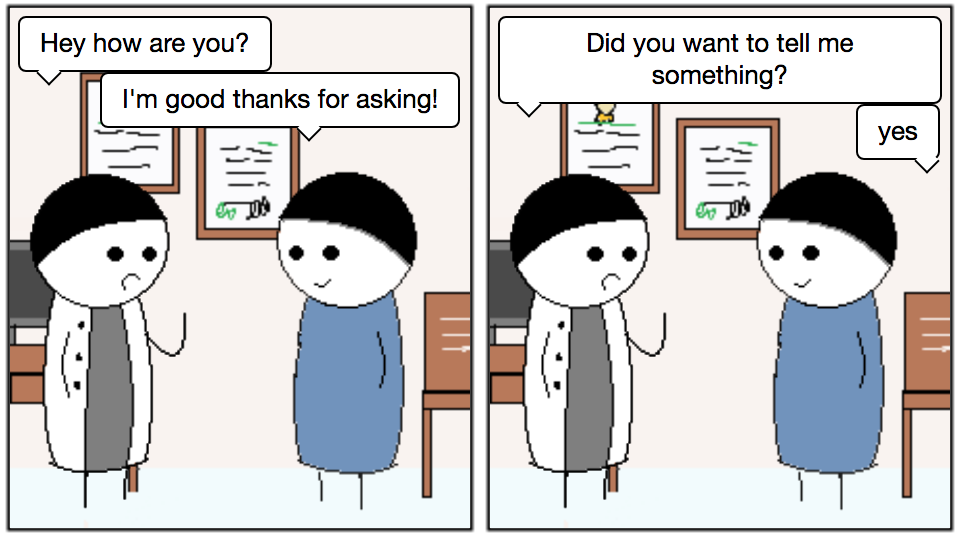 Hey how are you?
I'm good thanks for asking!
Did you want to tell me
something?
yes